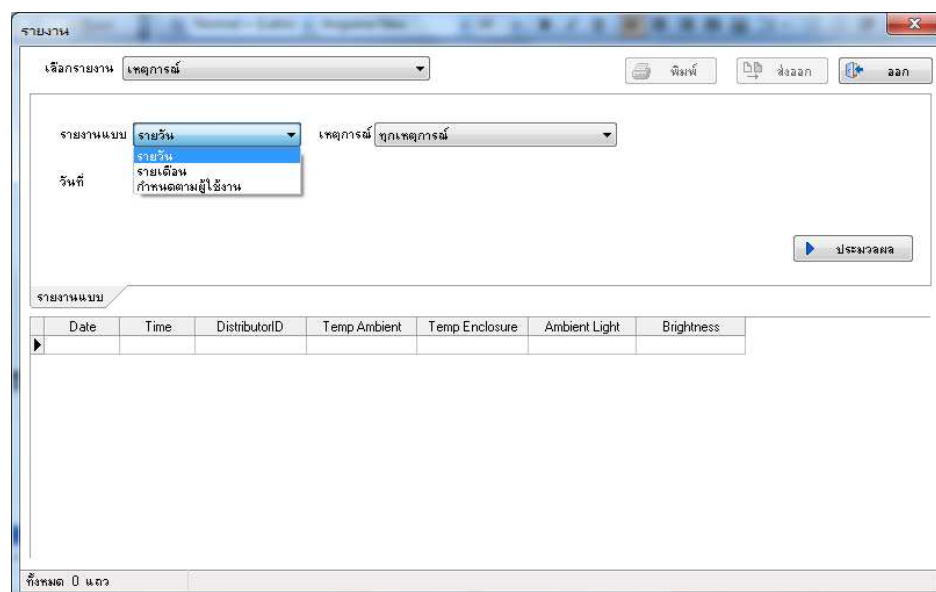 รายงาน
เลือกรายงาน เหตุการณ์ พิมพ์ ส่งออก ออก
รายงานแบบ รายวัน เหตุการณ์ ทุกเหตุการณ์
รายวัน
รายเดือน
วันที่ กำหนดตามผู้ใช้งาน
ประมวลผล
รายงานแบบ
Date Time DistributorID Temp Ambient Temp Enclosure Ambient Light Brightness
ทั้งหมด 0 แถว